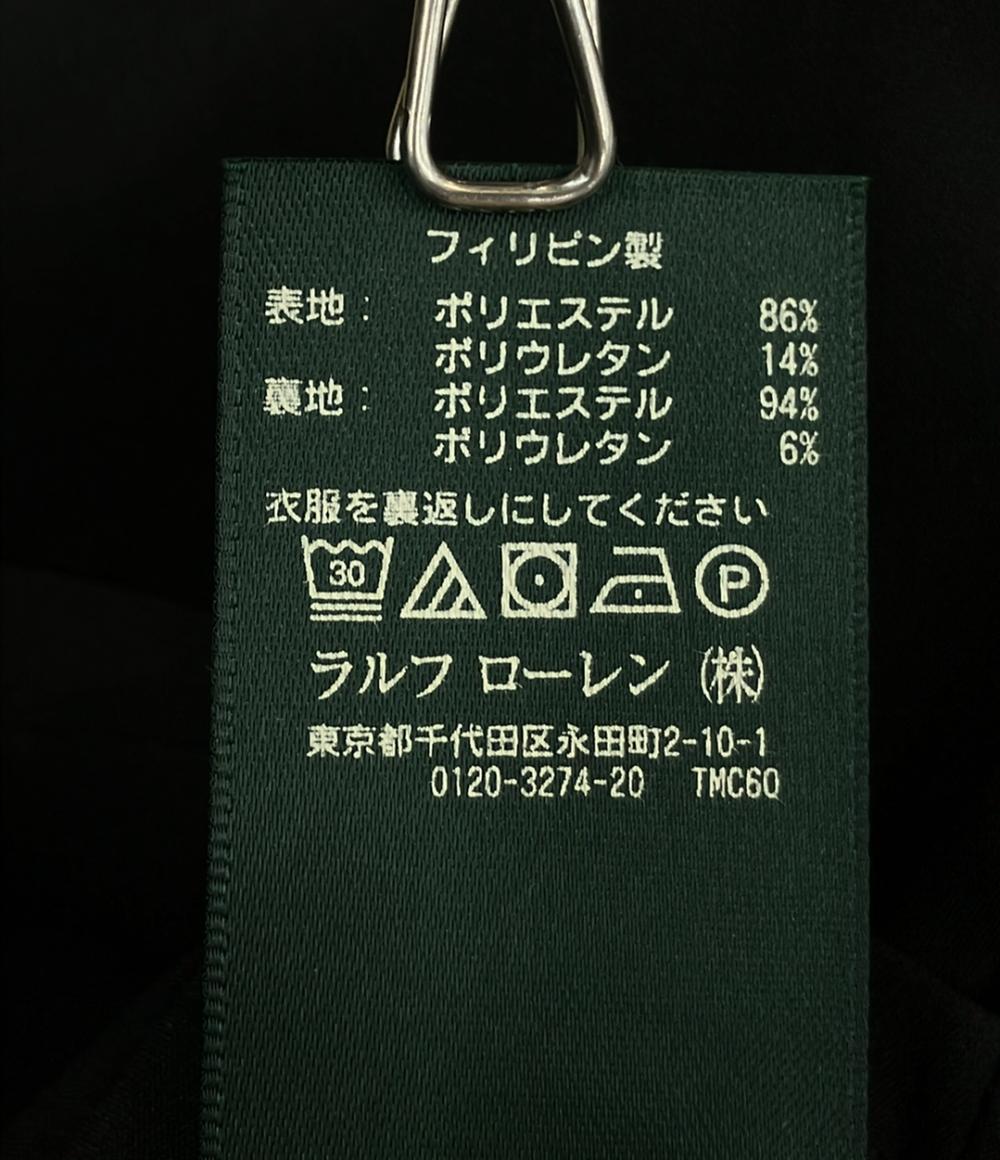 フィリピン製
表地: ポリエステル 86%
ポリウレタン 14%
裏地: ポリエステル 94%
ポリウレタン 6%
衣服を裏返しにしてください
30 P
ラルフ ローレン (株)
東京都千代田区永田町2-10-1
0120-3274-20 TMC6Q